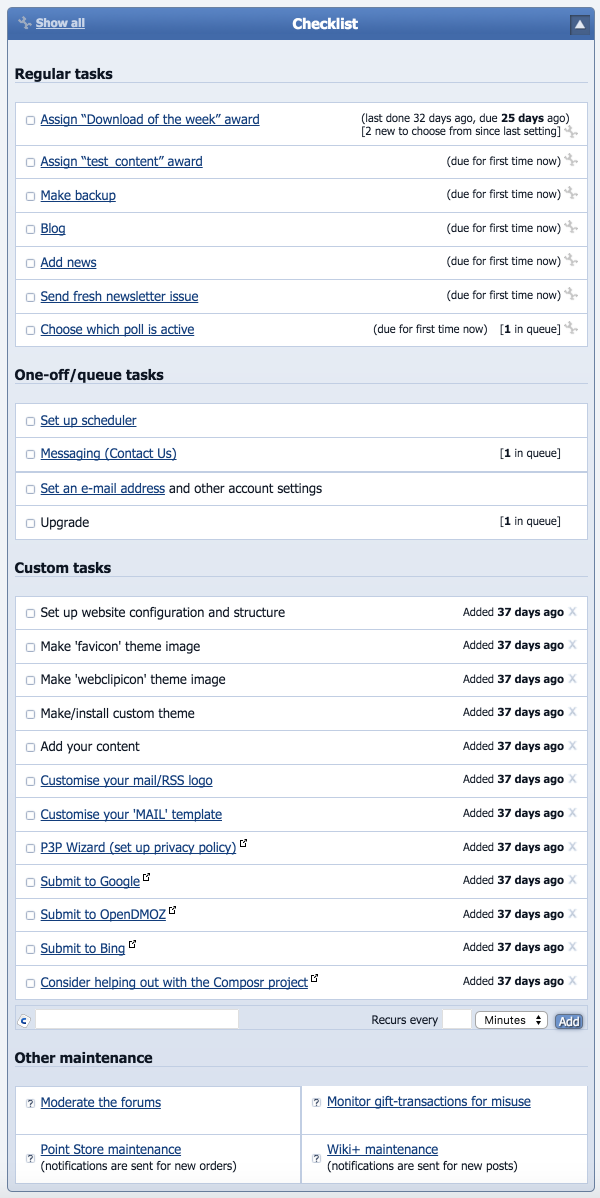 Show all
Checklist
Regular tasks
Assign “Download of the week” award (last done 32 days ago, due 25 days ago)
[2 new to choose from since last setting]
Assign “test_content” award (due for first time now)
Make backup (due for first time now)
Blog (due for first time now)
Add news (due for first time now)
Send fresh newsletter issue (due for first time now)
Choose which poll is active (due for first time now) [1 in queue]
One-off/queue tasks
Set up scheduler
Messaging (Contact Us) [1 in queue]
Set an e-mail address and other account settings
Upgrade [1 in queue]
Custom tasks
Set up website configuration and structure Added 37 days ago X
Make 'favicon' theme image Added 37 days ago X
Make 'webclipicon' theme image Added 37 days ago X
Make/install custom theme Added 37 days ago X
Add your content Added 37 days ago X
Customise your mail/RSS logo Added 37 days ago X
Customise your 'MAIL' template Added 37 days ago X
P3P Wizard (set up privacy policy) Added 37 days ago X
Submit to Google Added 37 days ago X
Submit to OpenDMOZ Added 37 days ago X
Submit to Bing Added 37 days ago X
Consider helping out with the Composr project Added 37 days ago X
C Recurs every Minutes Add
Other maintenance
? Moderate the forums
? Monitor gift-transactions for misuse
? Point Store maintenance
(notifications are sent for new orders)
? Wiki+ maintenance
(notifications are sent for new posts)